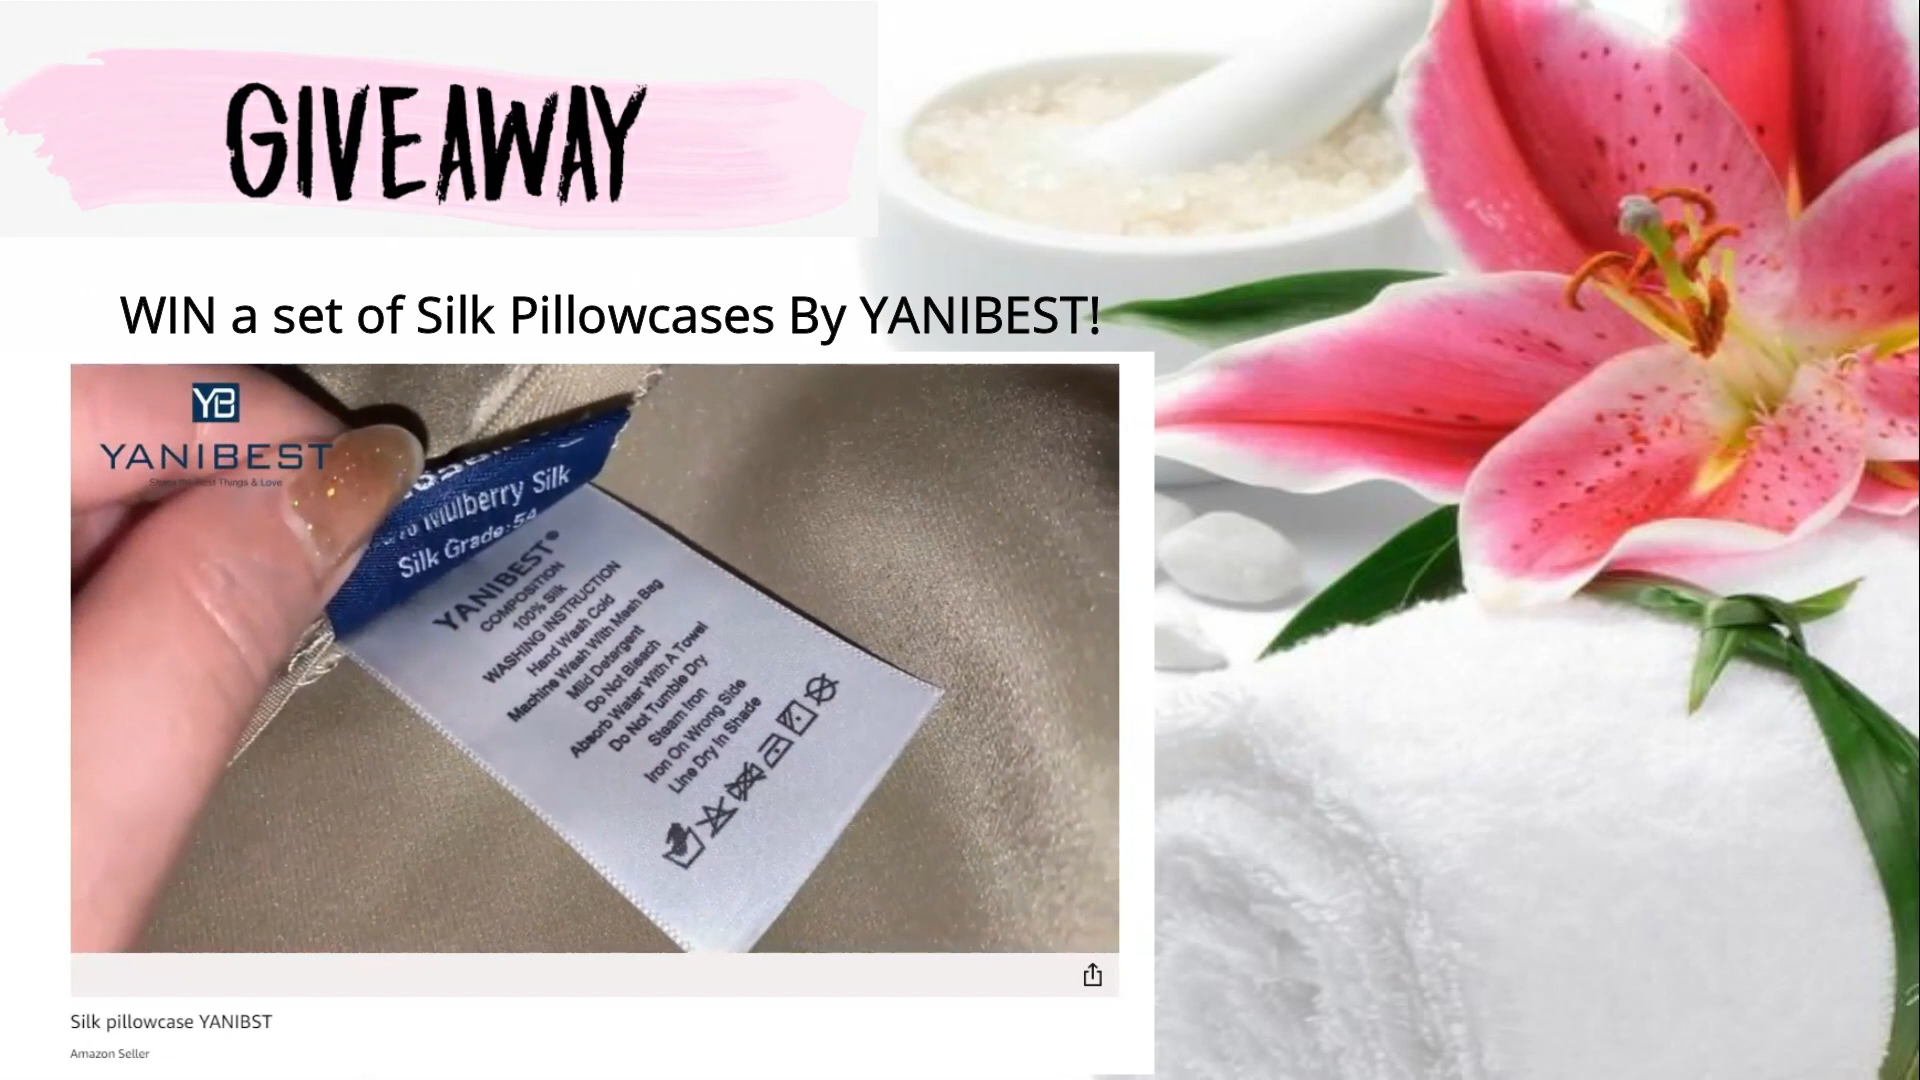 GIVEAWAY
WIN a set of Silk Pillowcases By YANIBEST!
YB
YANIBEST
Things & Love
Mulberry Silk
Silk Grade:5A
YANIBEST®
COMPOSITION
100% Silk
WASHING INSTRUCTION
Hand Wash Cold
Machine Wash With Mesh Bag
Mild Detergent
Do Not Bleach
Absorb Water With A Towel
Do Not Tumble Dry
Steam Iron
Iron On Wrong Side
Line Dry In Shade
Silk pillowcase YANIBST
Amazon Seller